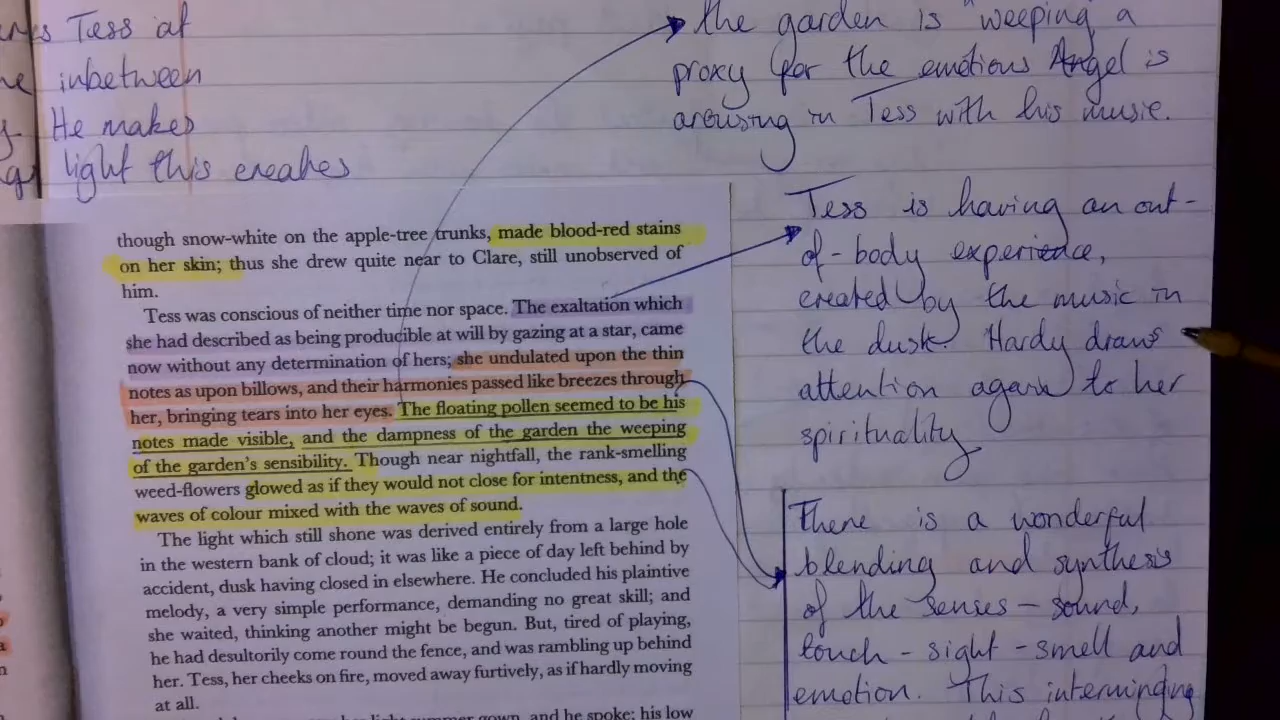 Tess at
inbetween
He makes
light this creates
the garden is "weeping, a
proxy for the emotions Angel is
arousing in Tess with his music.
Tess is having an out-
of-body experience,
created by the music in
the dusk. Hardy draws
attention again to her
spirituality
There is a wonderful
blending and synthesis
of the senses - sound,
touch - sight - smell and
emotion. This interminging
though snow-white on the apple-tree trunks, made blood-red stains
on her skin; thus she drew quite near to Clare, still unobserved of
him.
Tess was conscious of neither time nor space. The exaltation which
she had described as being producible at will by gazing at a star, came
now without any determination of hers; she undulated upon the thin
notes as upon billows, and their harmonies passed like breezes through
her, bringing tears into her eyes. The floating pollen seemed to be his
notes made visible, and the dampness of the garden the weeping
of the garden's sensibility. Though near nightfall, the rank-smelling
weed-flowers glowed as if they would not close for intentness, and the
waves of colour mixed with the waves of sound.
The light which still shone was derived entirely from a large hole
in the western bank of cloud; it was like a piece of day left behind by
accident, dusk having closed in elsewhere. He concluded his plaintive
melody, a very simple performance, demanding no great skill; and
she waited, thinking another might be begun. But, tired of playing,
he had desultorily come round the fence, and was rambling up behind
her. Tess, her cheeks on fire, moved away furtively, as if hardly moving
at all.
light summer gown, and he spoke; his low